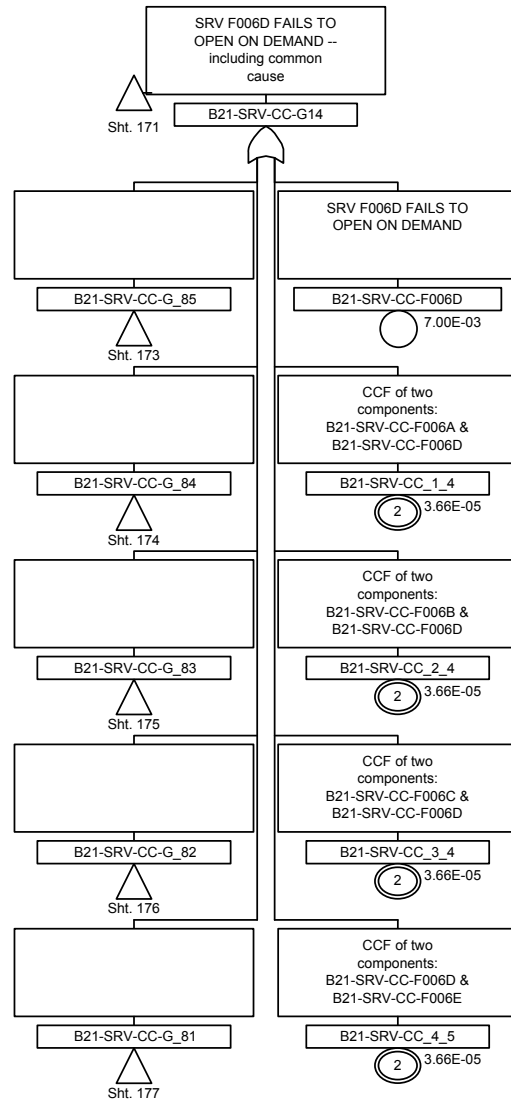 SRV F006D FAILS TO
OPEN ON DEMAND --
including common
cause
B21-SRV-CC-G14
Sht. 171
SRV F006D FAILS TO
OPEN ON DEMAND
B21-SRV-CC-G_85
B21-SRV-CC-F006D
Sht. 173
7.00E-03
CCF of two
components:
B21-SRV-CC-F006A &
B21-SRV-CC-F006D
B21-SRV-CC-G_84
B21-SRV-CC_1_4
Sht. 174
2
3.66E-05
CCF of two
components:
B21-SRV-CC-F006B &
B21-SRV-CC-F006D
B21-SRV-CC-G_83
B21-SRV-CC_2_4
Sht. 175
2
3.66E-05
CCF of two
components:
B21-SRV-CC-F006C &
B21-SRV-CC-F006D
B21-SRV-CC-G_82
B21-SRV-CC_3_4
Sht. 176
2
3.66E-05
CCF of two
components:
B21-SRV-CC-F006D &
B21-SRV-CC-F006E
B21-SRV-CC-G_81
B21-SRV-CC_4_5
Sht. 177
2
3.66E-05